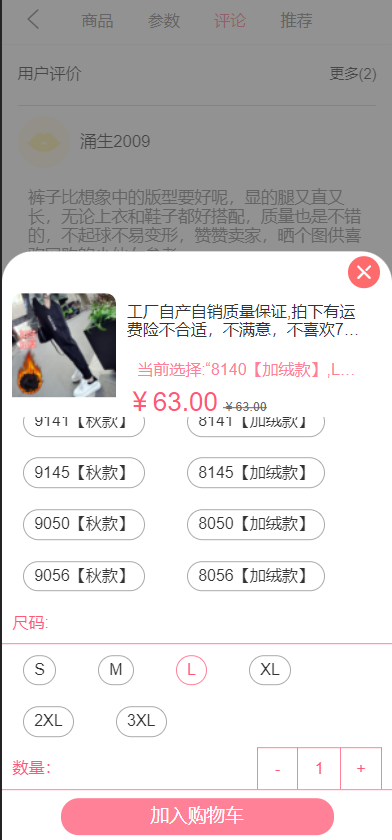 商品 参数 评论 推荐
用户评价 更多(2)
涌生2009
裤子比想象中的版型要好呢，显的腿又直又
长，无论上衣和鞋子都好搭配，质量也是不错
的，不起球不易变形，赞赞卖家，晒个图供喜
工厂自产自销质量保证,拍下有运
费险不合适，不满意，不喜欢7...
当前选择:“8140【加绒款】,L...
￥63.00 ￥63.00
9141【秋款】 8141【加绒款】
9145【秋款】 8145【加绒款】
9050【秋款】 8050【加绒款】
9056【秋款】 8056【加绒款】
尺码:
S M L XL
2XL 3XL
数量: - 1 +
加入购物车